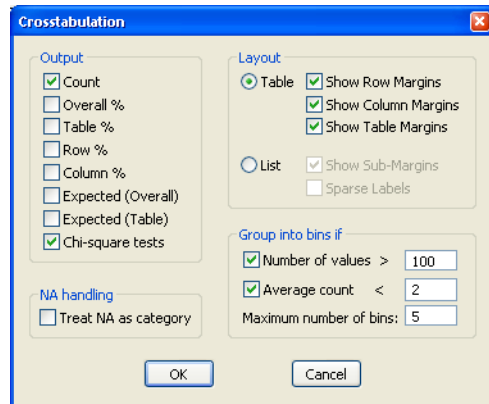 Crosstabulation
Output
Count
Overall %
Table %
Row %
Column %
Expected (Overall)
Expected (Table)
Chi-square tests
NA handling
Treat NA as category
Layout
Table
Show Row Margins
Show Column Margins
Show Table Margins
List
Show Sub-Margins
Sparse Labels
Group into bins if
Number of values > 100
Average count < 2
Maximum number of bins: 5
OK
Cancel